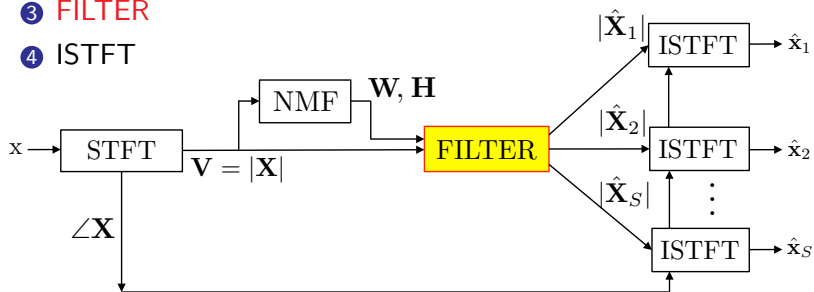 3 FILTER
4 ISTFT
|X̂₁|
ISTFT
x̂₁
W, H
NMF
|X̂₂|
x
STFT
FILTER
ISTFT
x̂₂
V = |X|
|X̂_S|
⋮
∠X
ISTFT
x̂_S